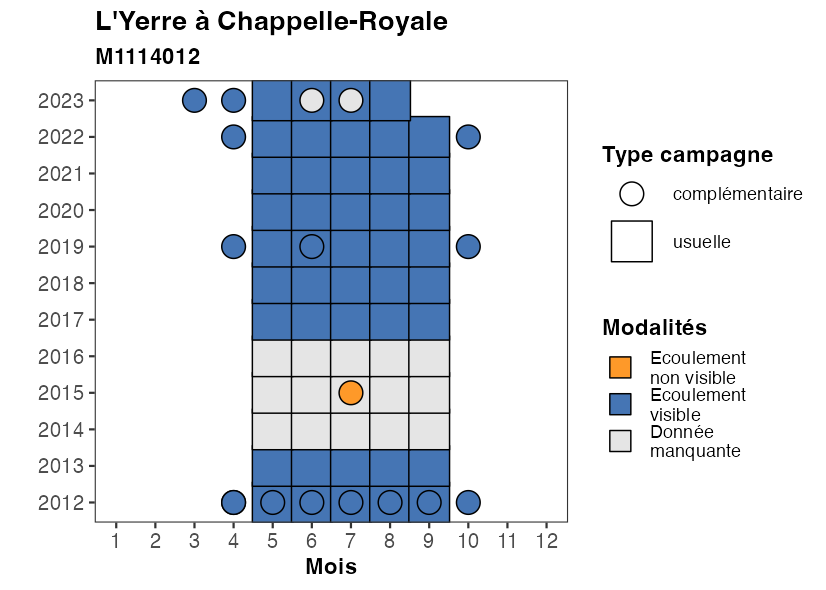 L'Yerre à Chappelle-Royale
M1114012
2023
2022
2021
2020
2019
2018
2017
2016
2015
2014
2013
2012
1 2 3 4 5 6 7 8 9 10 11 12
Mois
Type campagne
complémentaire
usuelle
Modalités
Ecoulement
non visible
Ecoulement
visible
Donnée
manquante